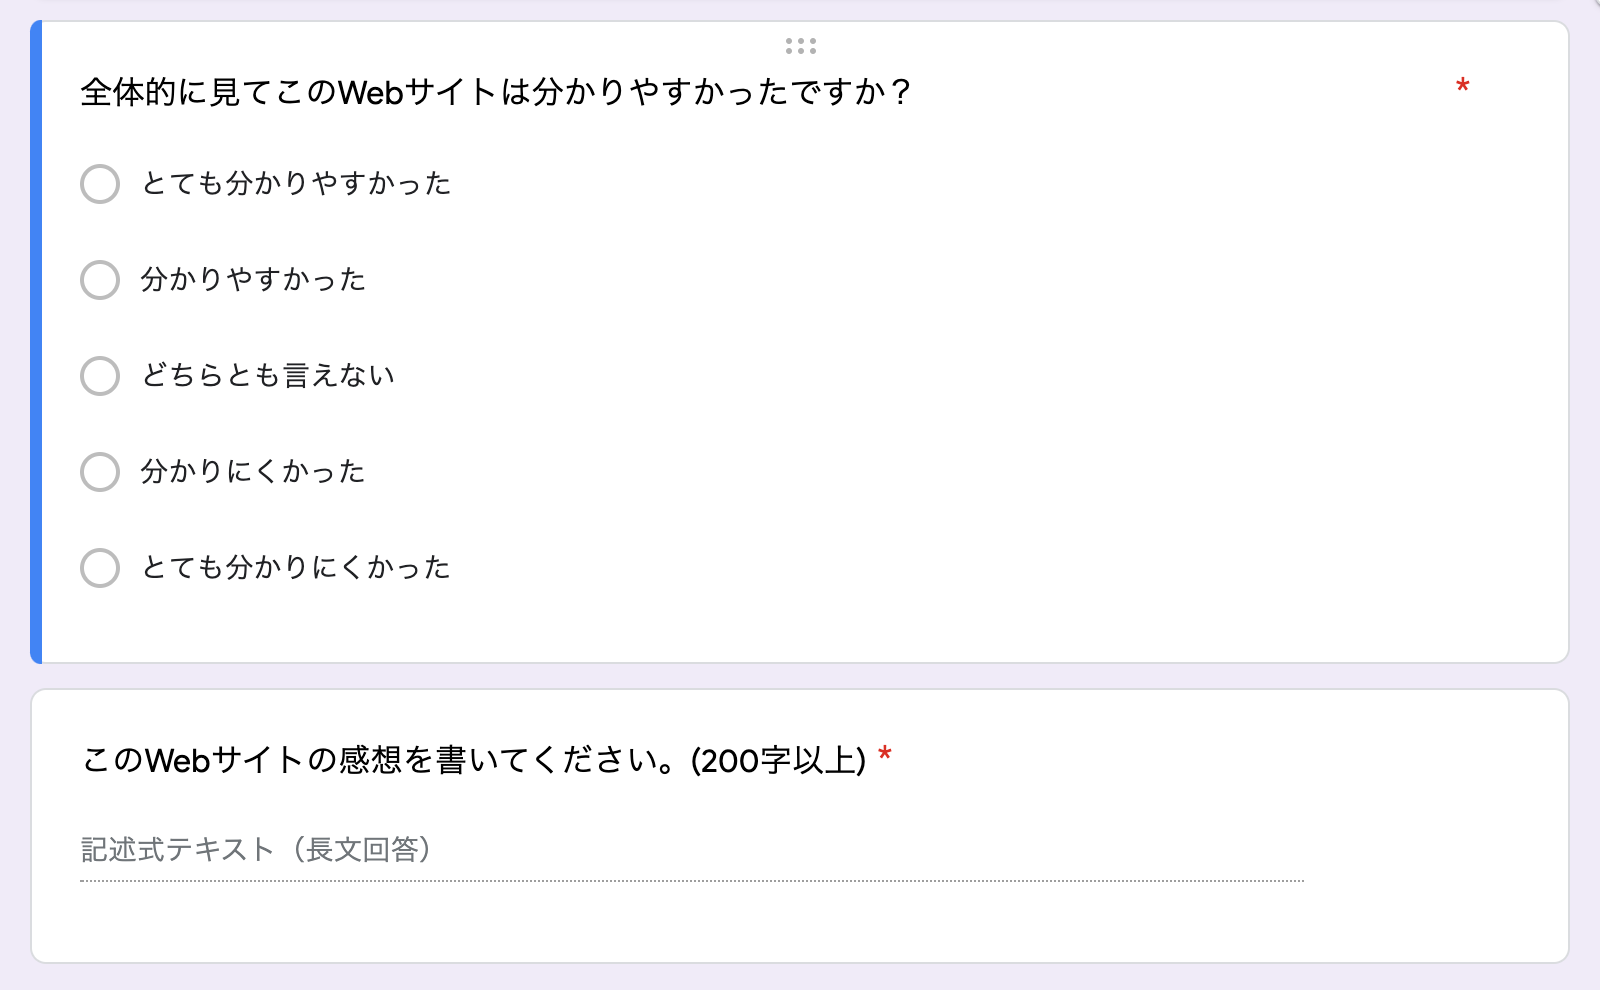 全体的に見てこのWebサイトは分かりやすかったですか？ *
とても分かりやすかった
分かりやすかった
どちらとも言えない
分かりにくかった
とても分かりにくかった
このWebサイトの感想を書いてください。(200字以上) *
記述式テキスト（長文回答）